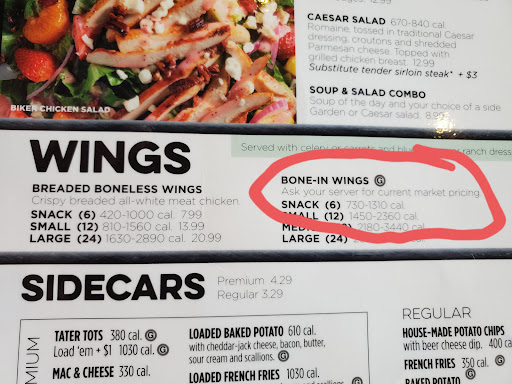 CAESAR SALAD 670-840 cal.
Romaine, tossed in traditional Caesar
dressing, croutons and shredded
Parmesan cheese. Topped with
grilled chicken breast. 12.99
Substitute tender sirloin steak* + $3
SOUP & SALAD COMBO
Soup of the day and your choice of a side
Garden or Caesar salad. 8.99
BIKER CHICKEN SALAD
WINGS
Served with celery or carrots and ranch dress
BREADED BONELESS WINGS
Crispy breaded all-white meat chicken.
SNACK (6) 420-1000 cal. 7.99
SMALL (12) 810-1560 cal. 13.99
LARGE (24) 1630-2890 cal. 20.99
BONE-IN WINGS G
Ask your server for current market pricing.
SNACK (6) 730-1310 cal.
SMALL (12) 1450-2360 cal.
2180-3440 cal.
LARGE (24)
SIDECARS
Premium 4.29
Regular 3.29
MIUM
TATER TOTS 380 cal. G
Load 'em + $1 1030 cal. G
MAC & CHEESE 330 cal.
LOADED BAKED POTATO 610 cal.
with cheddar-jack cheese, bacon, butter,
sour cream and scallions. G
LOADED FRENCH FRIES 1030 cal.
REGULAR
HOUSE-MADE POTATO CHIPS
with beer cheese dip. 400 ca
FRENCH FRIES 350 cal. G
BAKED POTATO G